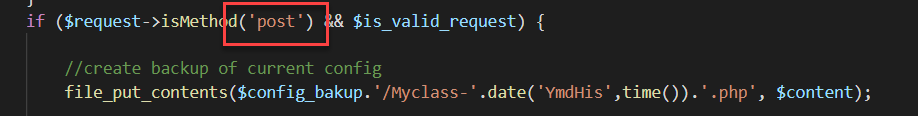 }
if ($request->isMethod('post') && $is_valid_request) {
//create backup of current config
file_put_contents($config_bakup.'/Myclass-'.date('YmdHis',time()).'.php', $content);